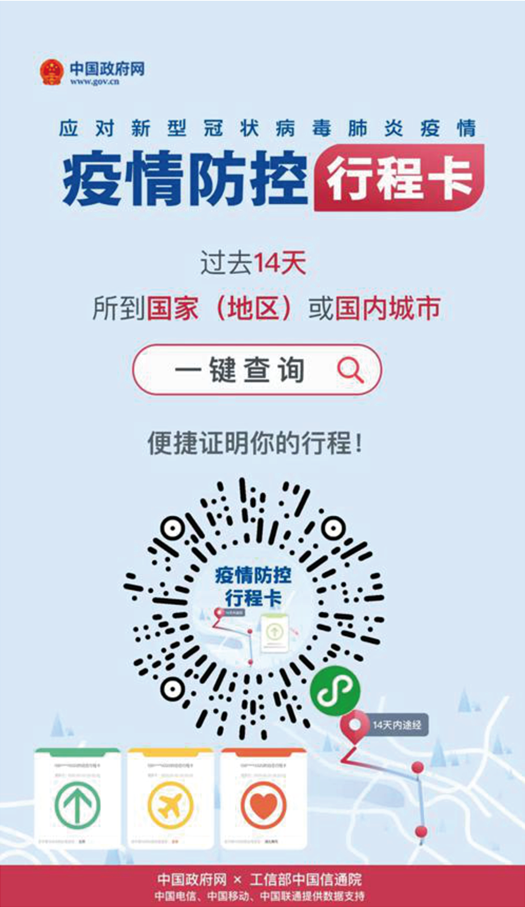 中国政府网
www.gov.cn
应对新型冠状病毒肺炎疫情
疫情防控 行程卡
过去14天
所到国家（地区）或国内城市
一键查询
便捷证明你的行程！
疫情防控
行程卡
14天内途经
中国政府网 × 工信部中国信通院
中国电信、中国移动、中国联通提供数据支持